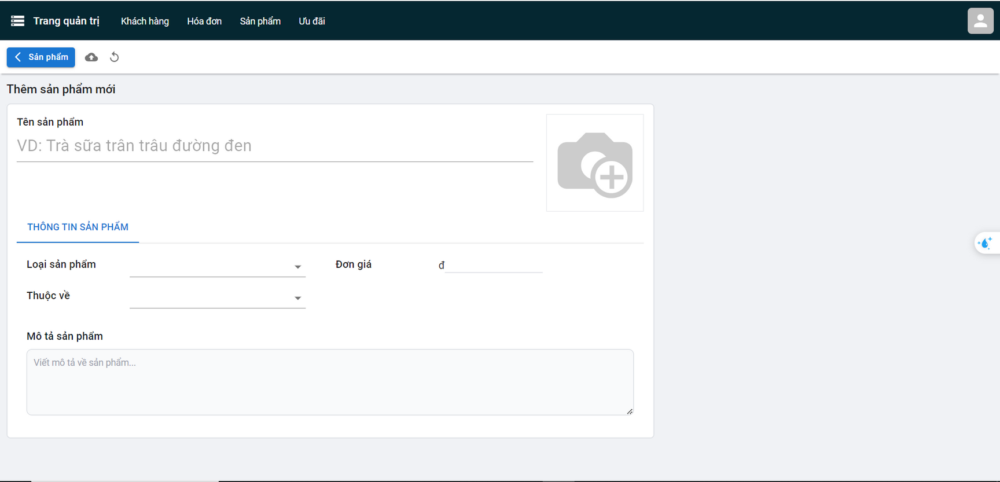 Trang quản trị Khách hàng Hóa đơn Sản phẩm Ưu đãi
Sản phẩm
Thêm sản phẩm mới
Tên sản phẩm
VD: Trà sữa trân trâu đường đen
THÔNG TIN SẢN PHẨM
Loại sản phẩm Đơn giá đ
Thuộc về
Mô tả sản phẩm
Viết mô tả về sản phẩm...